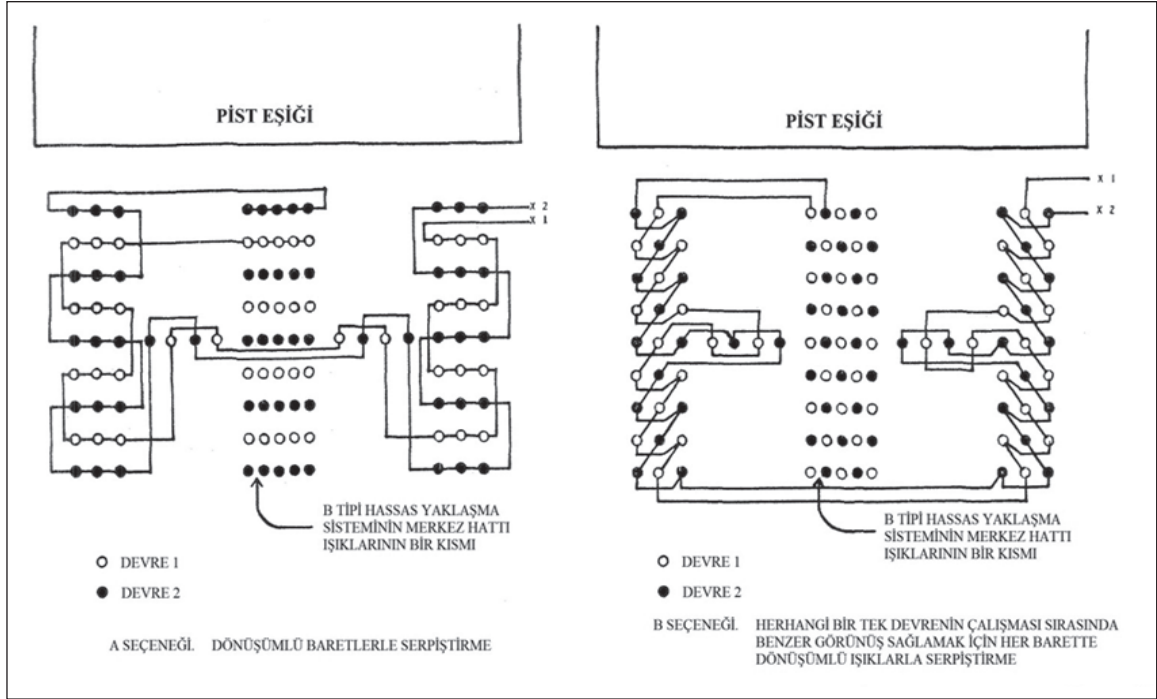 PİST EŞİĞİ
X 2
X 1
B TİPİ HASSAS YAKLAŞMA
SİSTEMİNİN MERKEZ HATTI
IŞIKLARININ BİR KISMI
DEVRE 1
DEVRE 2
A SEÇENEĞİ. DÖNÜŞÜMLÜ BARETLERLE SERPİŞTİRME
PİST EŞİĞİ
X 1
X 2
B TİPİ HASSAS YAKLAŞMA
SİSTEMİNİN MERKEZ HATTI
IŞIKLARININ BİR KISMI
DEVRE 1
DEVRE 2
B SEÇENEĞİ. HERHANGİ BİR TEK DEVRENİN ÇALIŞMASI SIRASINDA
BENZER GÖRÜNÜŞ SAĞLAMAK İÇİN HER BARETTE
DÖNÜŞÜMLÜ IŞIKLARLA SERPİŞTİRME